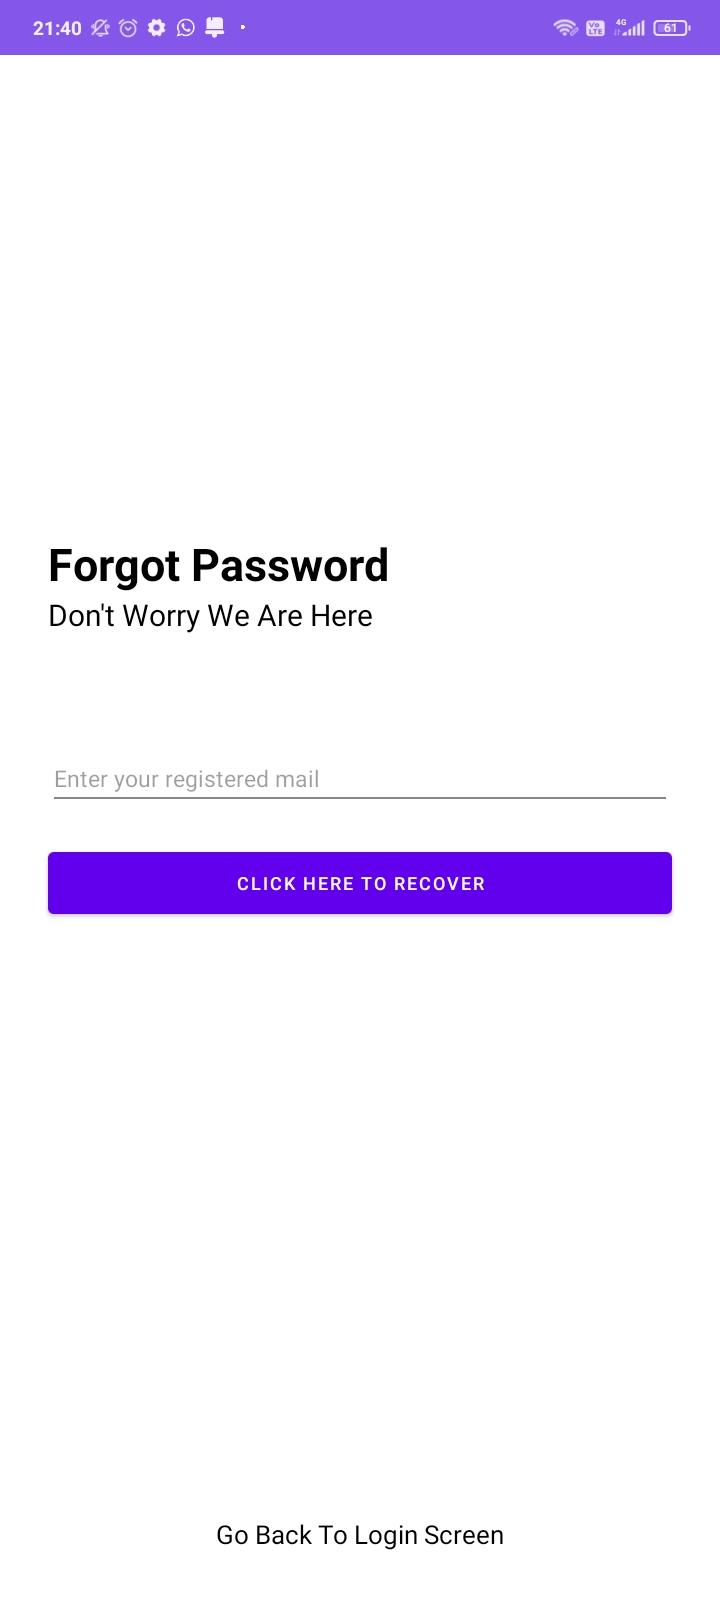 21:40
Vo LTE
4G
61
Forgot Password
Don't Worry We Are Here
Enter your registered mail
CLICK HERE TO RECOVER
Go Back To Login Screen